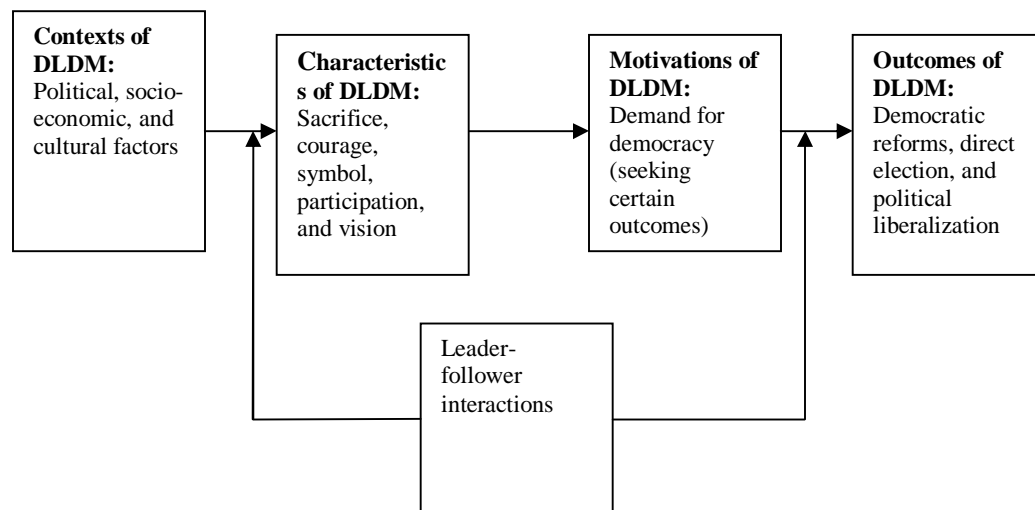 Contexts of
DLDM:
Political, socio-
economic, and
cultural factors
Characteristic
s of DLDM:
Sacrifice,
courage,
symbol,
participation,
and vision
Motivations of
DLDM:
Demand for
democracy
(seeking
certain
outcomes)
Outcomes of
DLDM:
Democratic
reforms, direct
election, and
political
liberalization
Leader-
follower
interactions